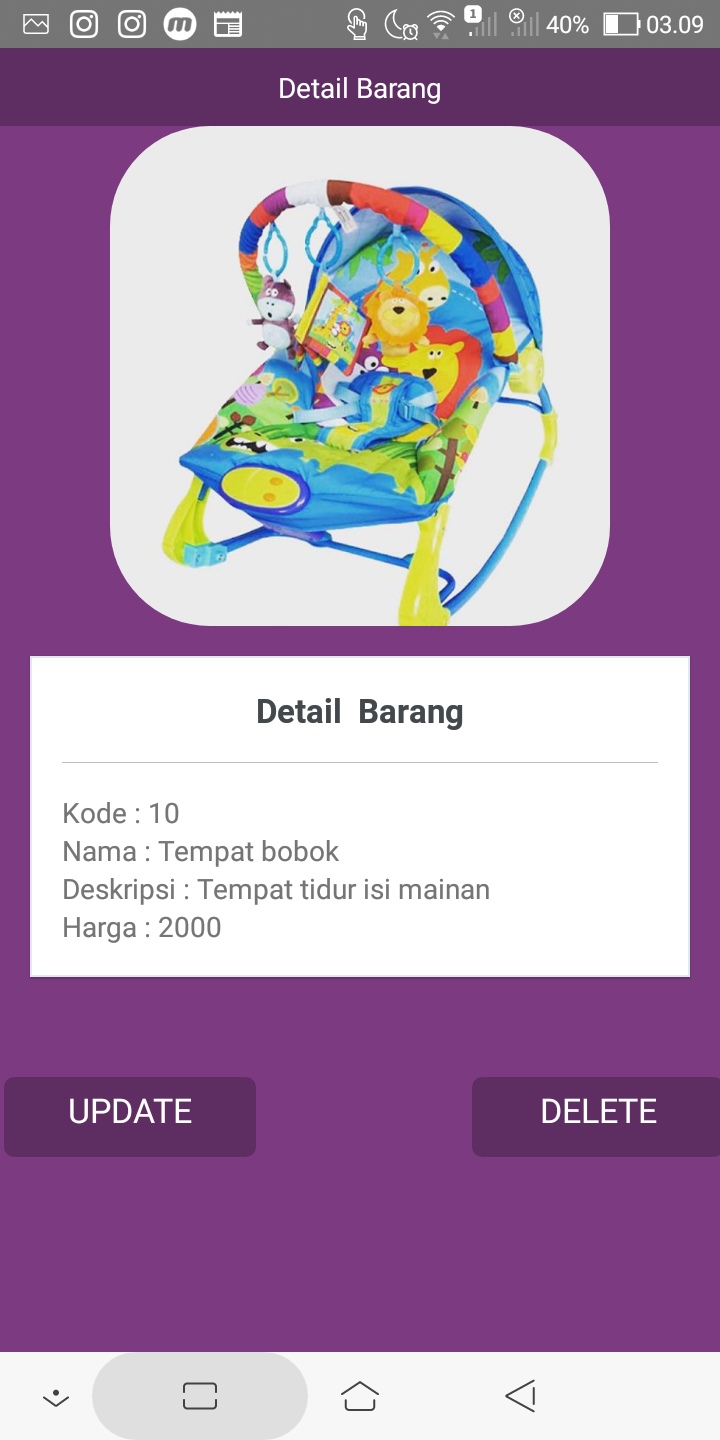 1
40%
03.09
Detail Barang
Detail Barang
Kode : 10
Nama : Tempat bobok
Deskripsi : Tempat tidur isi mainan
Harga : 2000
UPDATE
DELETE